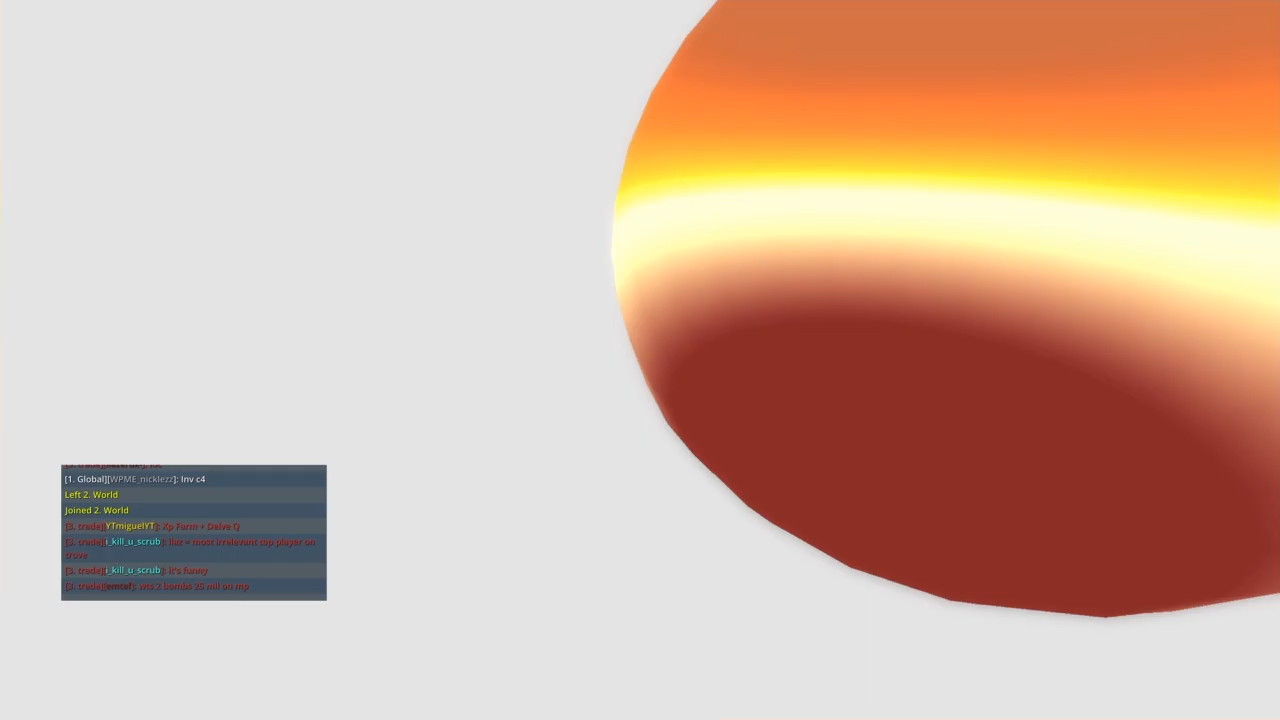 [1. Global][WPME_nicklezz]: Inv c4
Left 2. World
Joined 2. World
[3. trade][YTmiguelYT]: Xp Farm + Delve Q
[3. trade][i_kill_u_scrub]: = most irrelevant top player on
trove
[3. trade][i_kill_u_scrub]: it's funny
[3. trade][emcef]: wts 2 bombs 25 mil on mp